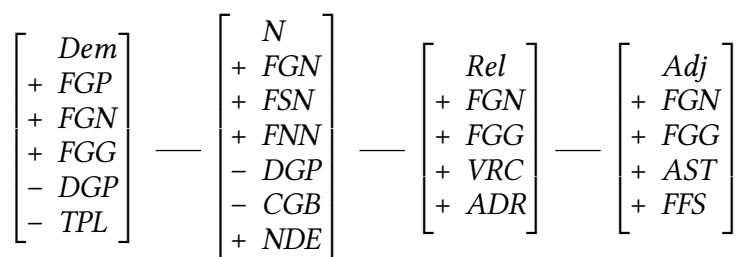 Dem
+ FGP
+ FGN
+ FGG
– DGP
– TPL
—
N
+ FGN
+ FSN
+ FNN
– DGP
– CGB
+ NDE
—
Rel
+ FGN
+ FGG
+ VRC
+ ADR
—
Adj
+ FGN
+ FGG
+ AST
+ FFS